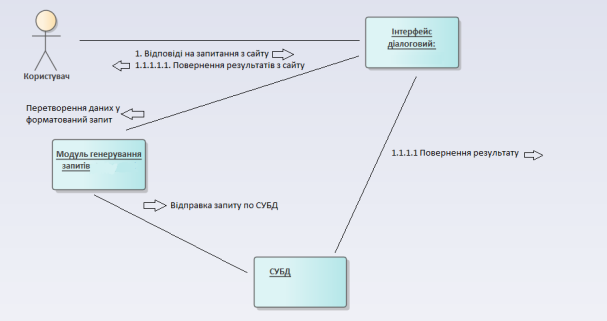 Інтерфейс
діалоговий:
1. Відповіді на запитання з сайту
1.1.1.1.1. Повернення результатів з сайту
Користувач
Перетворення даних у
форматований запит
Модуль генерування
запитів
1.1.1.1 Повернення результату
Відправка запиту по СУБД
СУБД